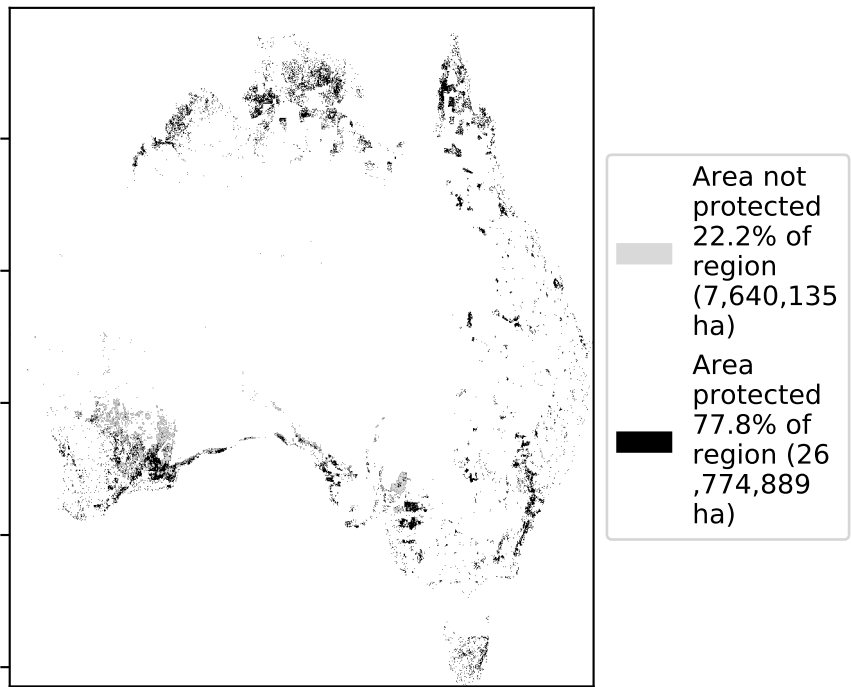 Area not
protected
22.2% of
region
(7,640,135
ha)
Area
protected
77.8% of
region (26
,774,889
ha)